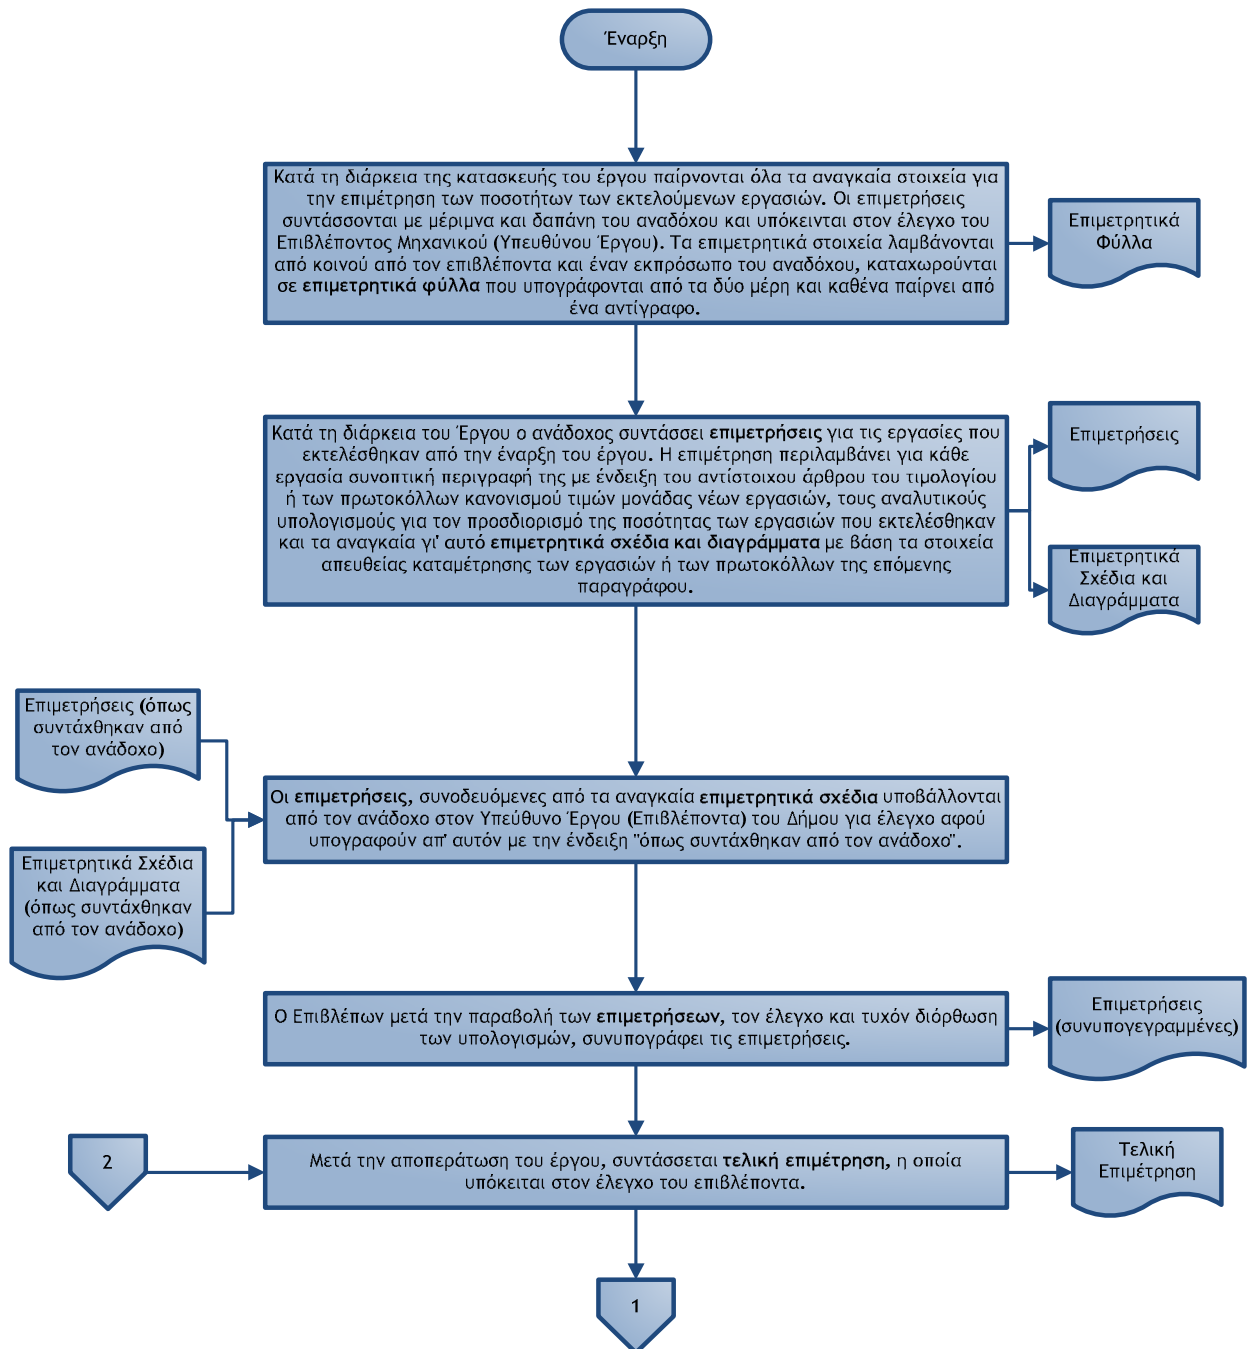 Έναρξη
Κατά τη διάρκεια της κατασκευής του έργου παίρνονται όλα τα αναγκαία στοιχεία για
την επιμέτρηση των ποσοτήτων των εκτελούμενων εργασιών. Οι επιμετρήσεις
συντάσσονται με μέριμνα και δαπάνη του αναδόχου και υπόκεινται στον έλεγχο του
Επιβλέποντος Μηχανικού (Υπευθύνου Έργου). Τα επιμετρητικά στοιχεία λαμβάνονται
από κοινού από τον επιβλέποντα και έναν εκπρόσωπο του αναδόχου, καταχωρούνται
σε επιμετρητικά φύλλα που υπογράφονται από τα δύο μέρη και καθένα παίρνει από
ένα αντίγραφο.
Επιμετρητικά
Φύλλα
Κατά τη διάρκεια του Έργου ο ανάδοχος συντάσσει επιμετρήσεις για τις εργασίες που
εκτελέσθηκαν από την έναρξη του έργου. Η επιμέτρηση περιλαμβάνει για κάθε
εργασία συνοπτική περιγραφή της με ένδειξη του αντίστοιχου άρθρου του τιμολογίου
ή των πρωτοκόλλων κανονισμού τιμών μονάδας νέων εργασιών, τους αναλυτικούς
υπολογισμούς για τον προσδιορισμό της ποσότητας των εργασιών που εκτελέσθηκαν
και τα αναγκαία γι' αυτό επιμετρητικά σχέδια και διαγράμματα με βάση τα στοιχεία
απευθείας καταμέτρησης των εργασιών ή των πρωτοκόλλων της επόμενης
παραγράφου.
Επιμετρήσεις
Επιμετρητικά
Σχέδια και
Διαγράμματα
Επιμετρήσεις (όπως
συντάχθηκαν από
τον ανάδοχο)
Επιμετρητικά Σχέδια
και Διαγράμματα
(όπως συντάχθηκαν
από τον ανάδοχο)
Οι επιμετρήσεις, συνοδευόμενες από τα αναγκαία επιμετρητικά σχέδια υποβάλλονται
από τον ανάδοχο στον Υπεύθυνο Έργου (Επιβλέποντα) του Δήμου για έλεγχο αφού
υπογραφούν απ' αυτόν με την ένδειξη "όπως συντάχθηκαν από τον ανάδοχο".
Ο Επιβλέπων μετά την παραβολή των επιμετρήσεων, τον έλεγχο και τυχόν διόρθωση
των υπολογισμών, συνυπογράφει τις επιμετρήσεις.
Επιμετρήσεις
(συνυπογεγραμμένες)
2
Μετά την αποπεράτωση του έργου, συντάσσεται τελική επιμέτρηση, η οποία
υπόκειται στον έλεγχο του επιβλέποντα.
Τελική
Επιμέτρηση
1